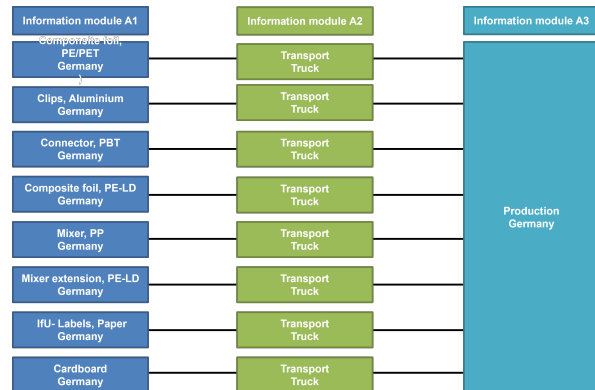 Information module A1
Information module A2
Information module A3
Componsite foil,
PE/PET
Germany
Transport
Truck
Clips, Aluminium
Germany
Transport
Truck
Connector, PBT
Germany
Transport
Truck
Composite foil, PE-LD
Germany
Transport
Truck
Production
Germany
Mixer, PP
Germany
Transport
Truck
Mixer extension, PE-LD
Germany
Transport
Truck
IfU- Labels, Paper
Germany
Transport
Truck
Cardboard
Germany
Transport
Truck